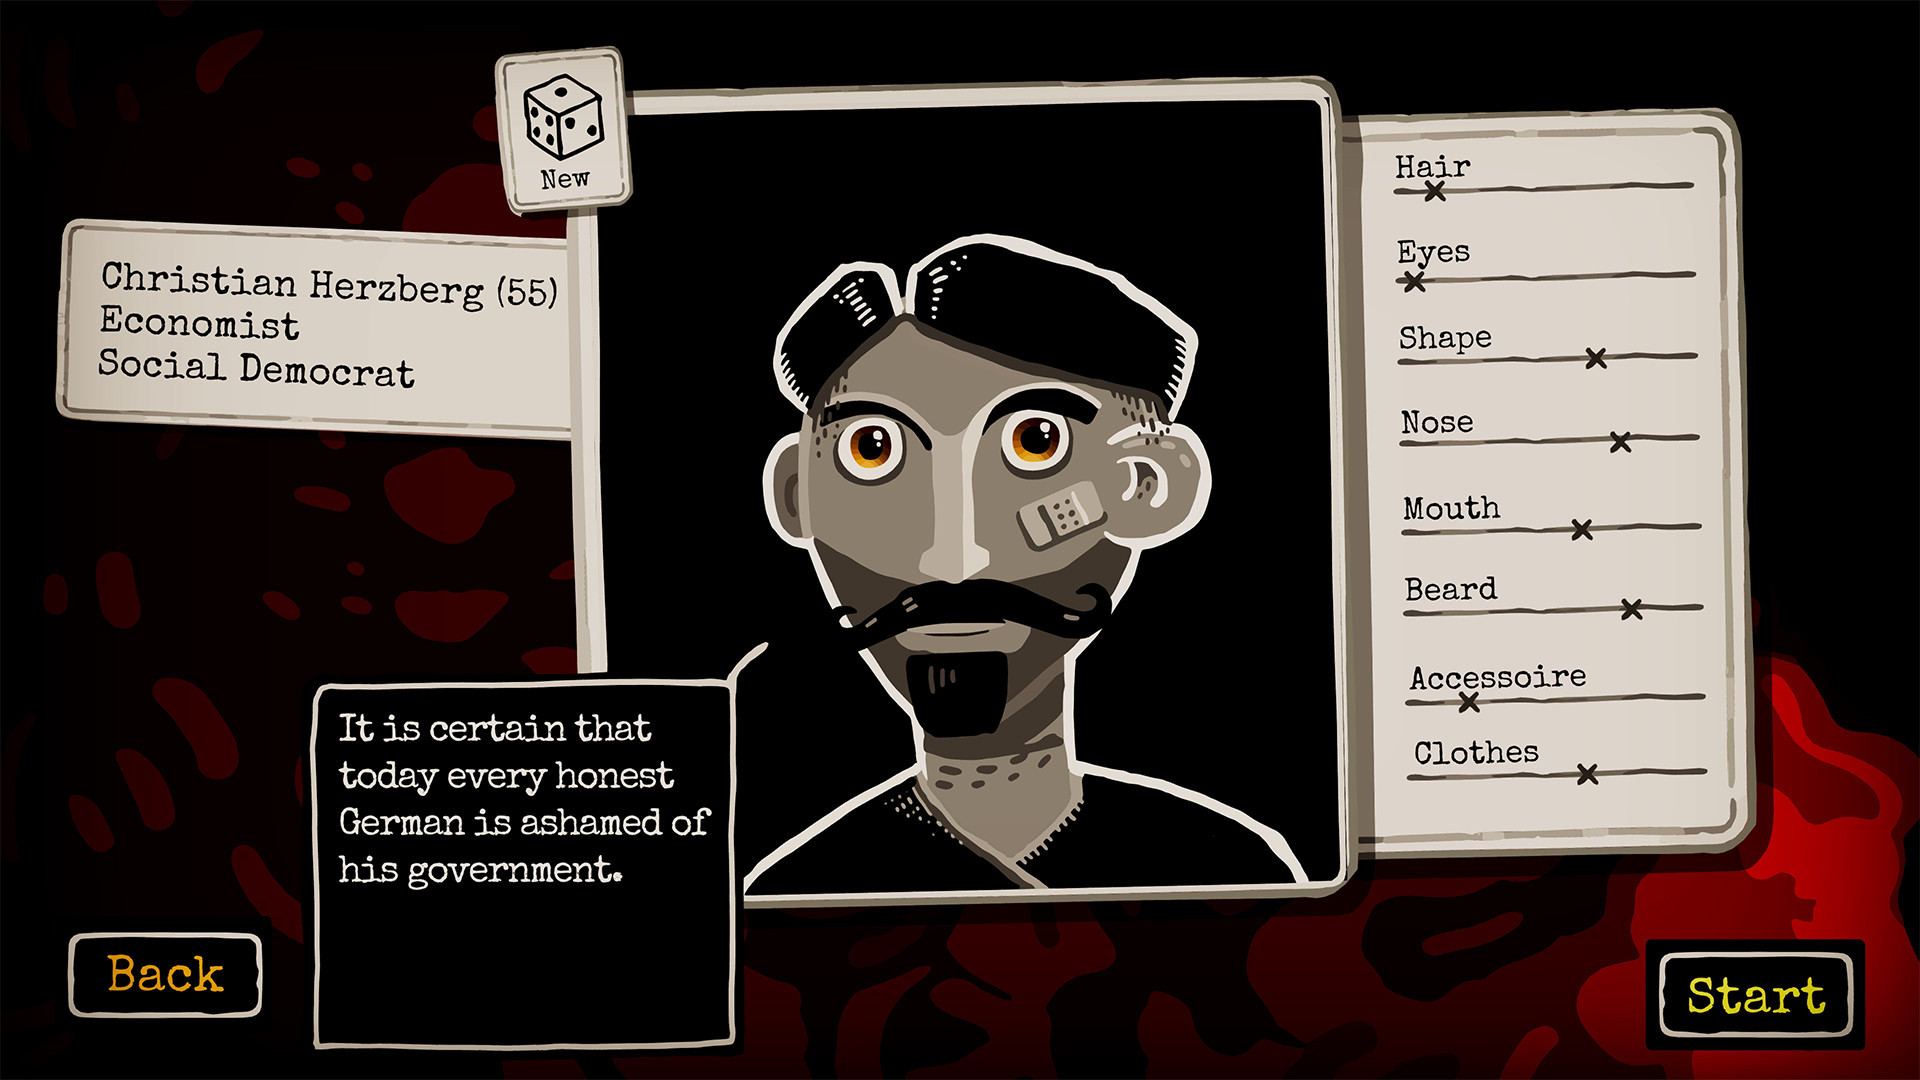 New
Christian Herzberg (55)
Economist
Social Democrat
It is certain that
today every honest
German is ashamed of
his government.
Hair
Eyes
Shape
Nose
Mouth
Beard
Accessoire
Clothes
Back
Start